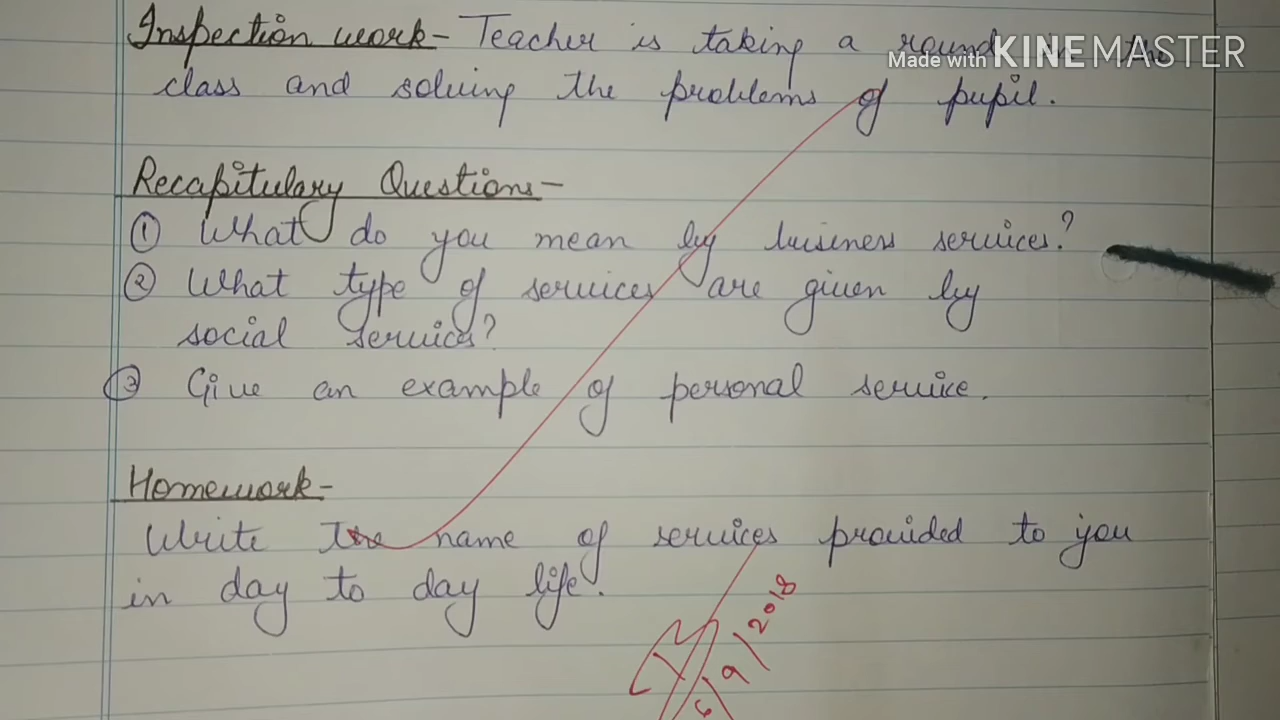 Inspection work- Teacher is taking a round in the
Made with KINEMASTER
class and solving the problems of pupil.
Recapitulary Questions-
① What do you mean by business services?
② What type of services are given by
social services?
③ Give an example of personal service.
Homework-
Write the name of services provided to you
in day to day life.
6/9/2018